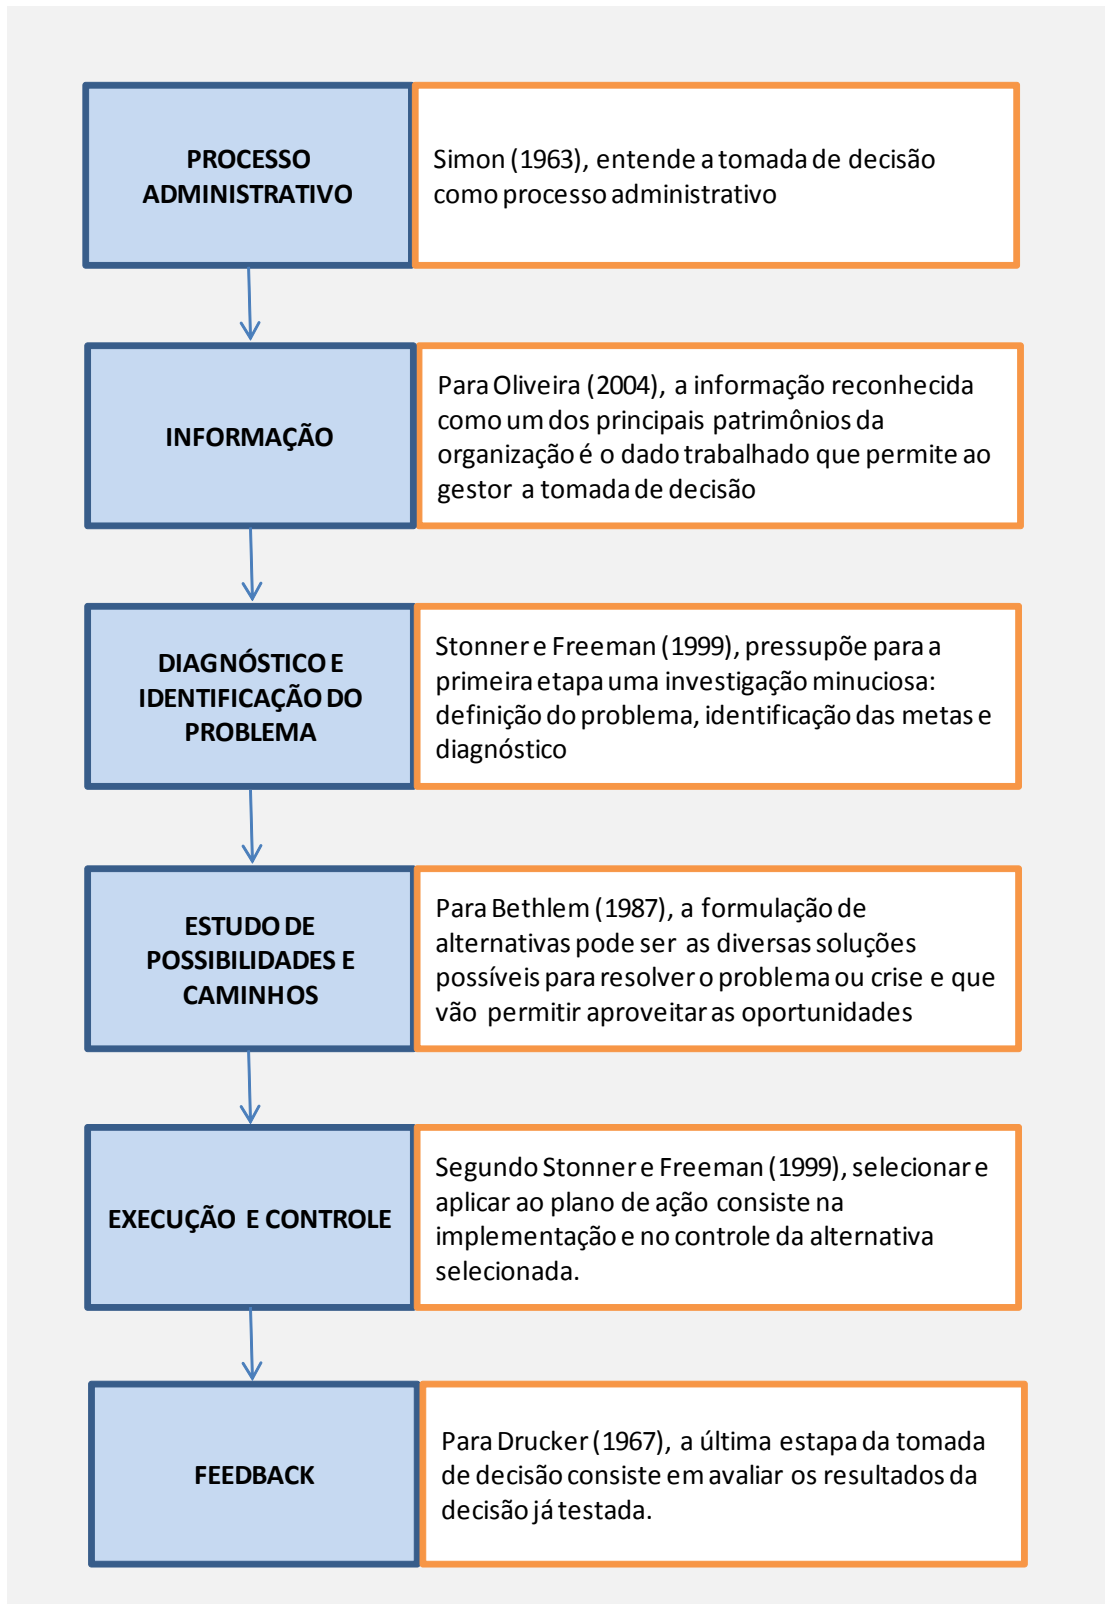 PROCESSO
ADMINISTRATIVO
Simon (1963), entende a tomada de decisão
como processo administrativo
INFORMAÇÃO
Para Oliveira (2004), a informação reconhecida
como um dos principais patrimônios da
organização é o dado trabalhado que permite ao
gestor a tomada de decisão
DIAGNÓSTICO E
IDENTIFICAÇÃO DO
PROBLEMA
Stonner e Freeman (1999), pressupõe para a
primeira etapa uma investigação minuciosa:
definição do problema, identificação das metas e
diagnóstico
ESTUDO DE
POSSIBILIDADES E
CAMINHOS
Para Bethlem (1987), a formulação de
alternativas pode ser as diversas soluções
possíveis para resolver o problema ou crise e que
vão permitir aproveitar as oportunidades
EXECUÇÃO E CONTROLE
Segundo Stonner e Freeman (1999), selecionar e
aplicar ao plano de ação consiste na
implementação e no controle da alternativa
selecionada.
FEEDBACK
Para Drucker (1967), a última estapa da tomada
de decisão consiste em avaliar os resultados da
decisão já testada.